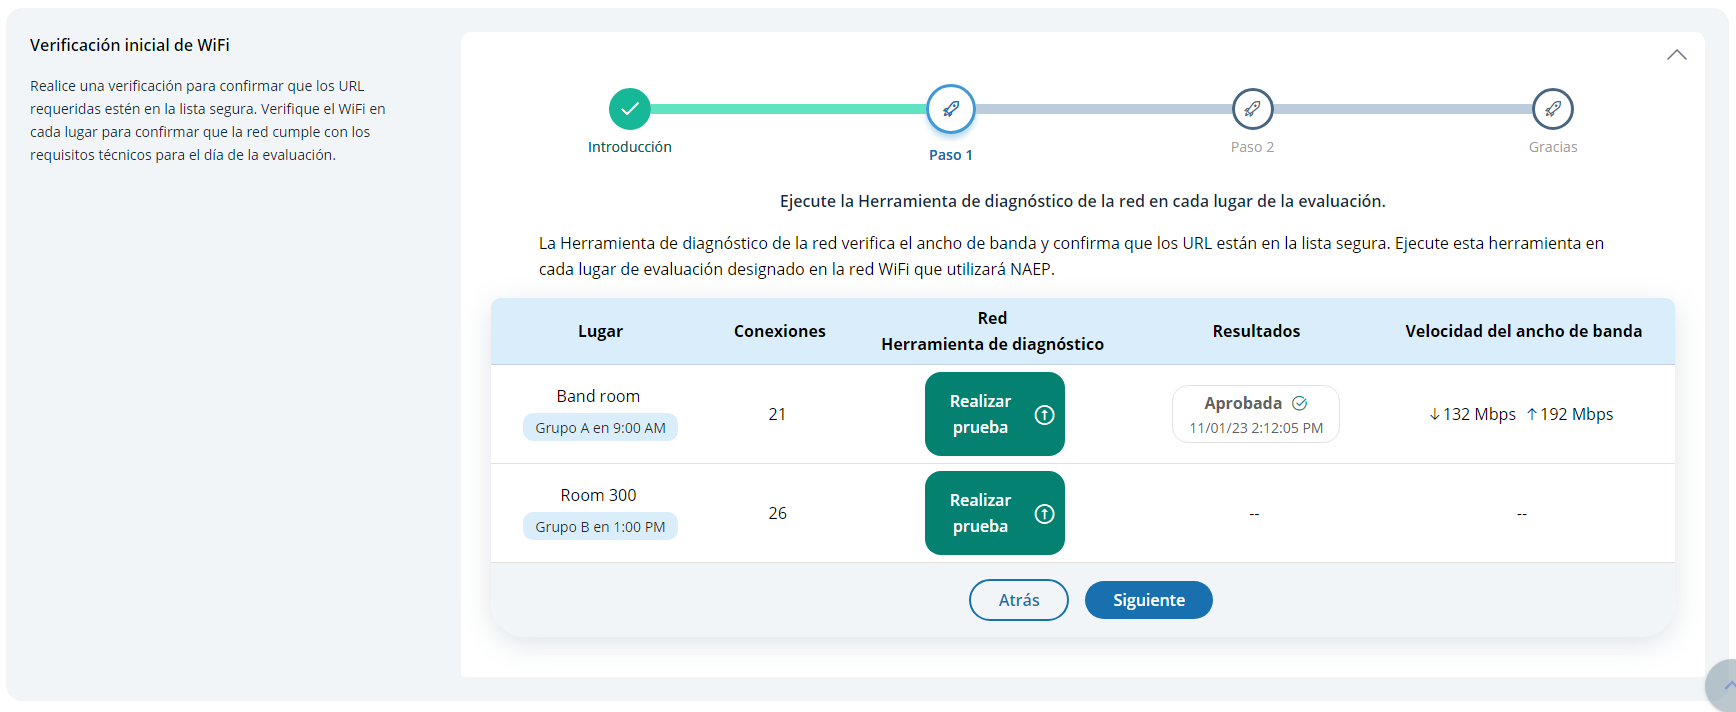 Verificación inicial de WiFi
Realice una verificación para confirmar que los URL
requeridas estén en la lista segura. Verifique el WiFi en
cada lugar para confirmar que la red cumple con los
requisitos técnicos para el día de la evaluación.
Introducción
Paso 1
Paso 2
Gracias
Ejecute la Herramienta de diagnóstico de la red en cada lugar de la evaluación.
La Herramienta de diagnóstico de la red verifica el ancho de banda y confirma que los URL están en la lista segura. Ejecute esta herramienta en
cada lugar de evaluación designado en la red WiFi que utilizará NAEP.
Lugar
Conexiones
Red
Herramienta de diagnóstico
Resultados
Velocidad del ancho de banda
Band room
Grupo A en 9:00 AM
21
Realizar
prueba
Aprobada
11/01/23 2:12:05 PM
↓132 Mbps ↑192 Mbps
Room 300
Grupo B en 1:00 PM
26
Realizar
prueba
--
--
Atrás
Siguiente